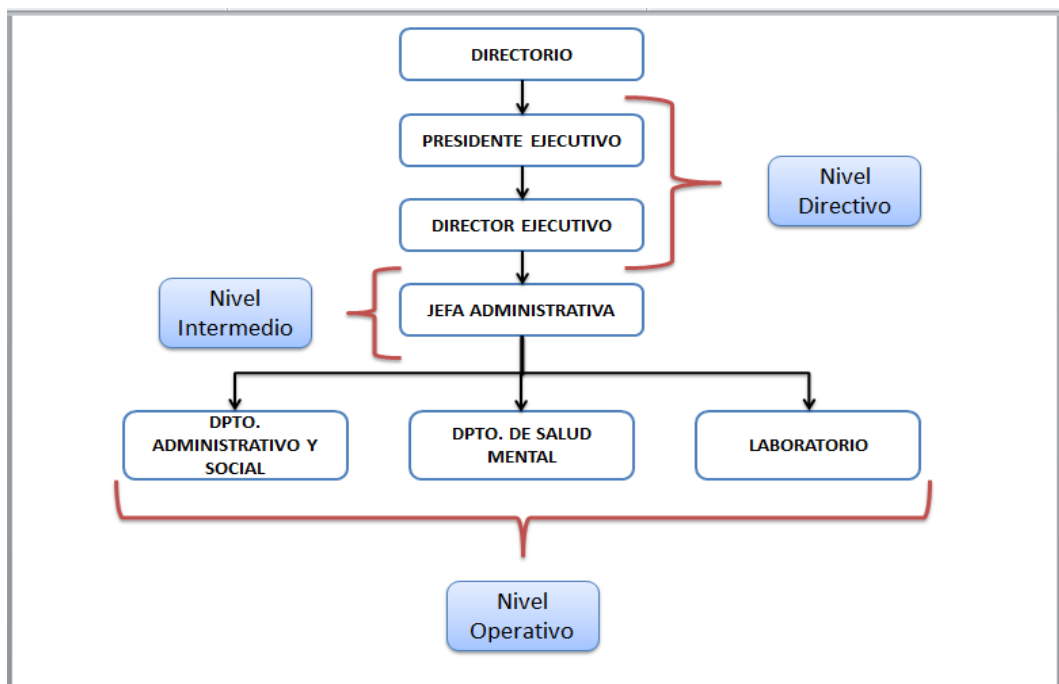 DIRECTORIO
PRESIDENTE EJECUTIVO
Nivel
Directivo
DIRECTOR EJECUTIVO
Nivel
Intermedio
JEFA ADMINISTRATIVA
DPTO.
ADMINISTRATIVO Y
SOCIAL
DPTO. DE SALUD
MENTAL
LABORATORIO
Nivel
Operativo